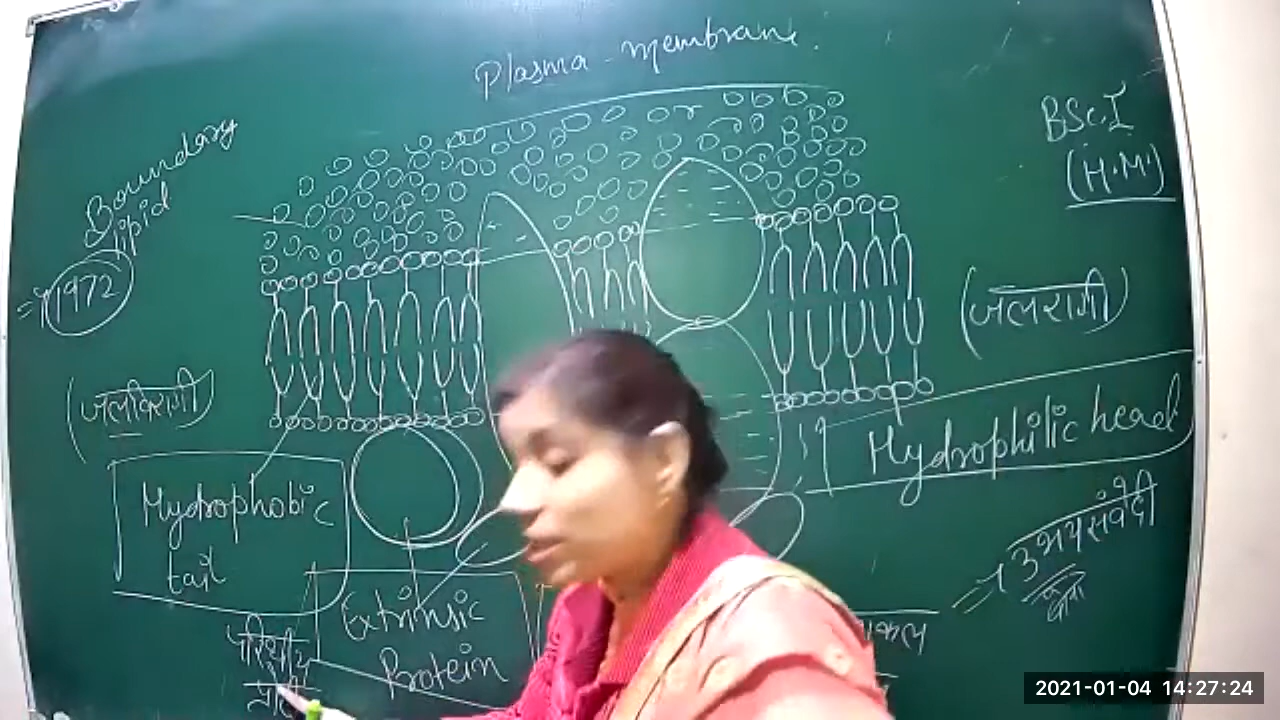 Plasma-membrane.
BSc.I
(H.M.)
Boundary
lipid
=> 1972
(जलरागी)
(जलविरागी)
Hydrophilic head
Hydrophobic
tail
=> उभयसंवेदी
Extrinsic
Protein
परिधीय
2021-01-04 14:27:24